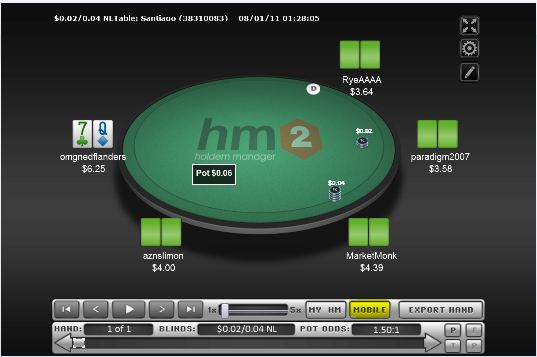 $0.02/0.04 NL Table: Santiago (38310083) 08/01/11 01:28:05
D
RyeAAAA
$3.64
$0.02
7 Q
hm2
holdem manager
omgnedflanders
$6.25
paradigm2007
$3.58
Pot $0.06
$0.04
aznslimon
$4.00
MarketMonk
$4.39
1x 5x MY HM MOBILE EXPORT HAND
HAND: 1 of 1 BLINDS: $0.02/0.04 NL POT ODDS: 1.50:1
P F
T P